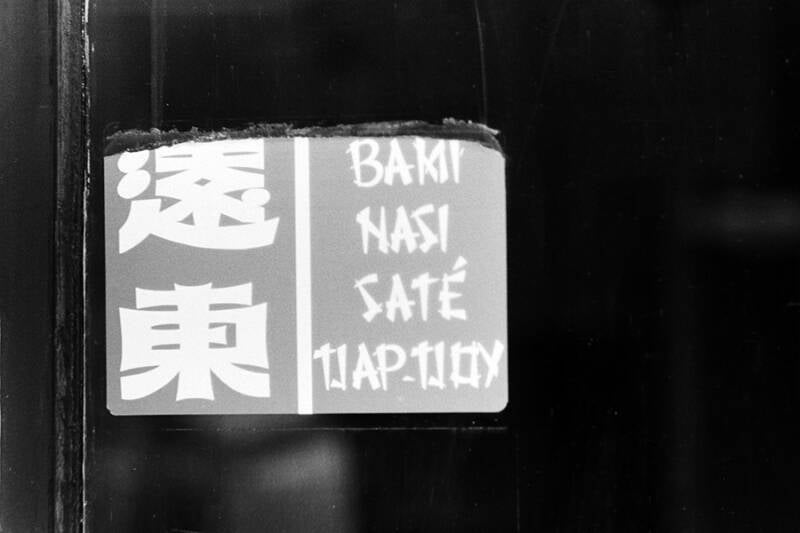 遠東
BAMI
NASI
SATÉ
TJAP-TJOY